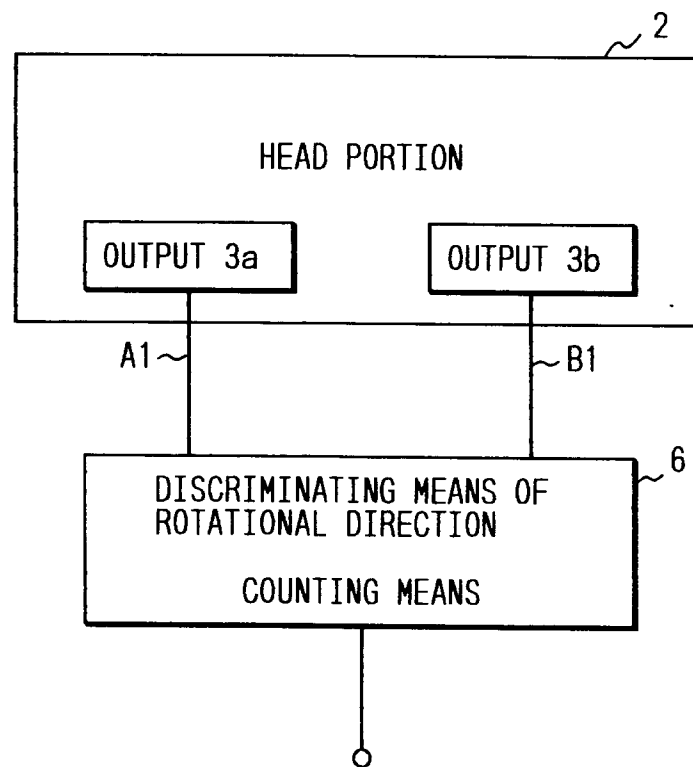 2
HEAD PORTION
OUTPUT 3a
OUTPUT 3b
A1
B1
6
DISCRIMINATING MEANS OF
ROTATIONAL DIRECTION
COUNTING MEANS